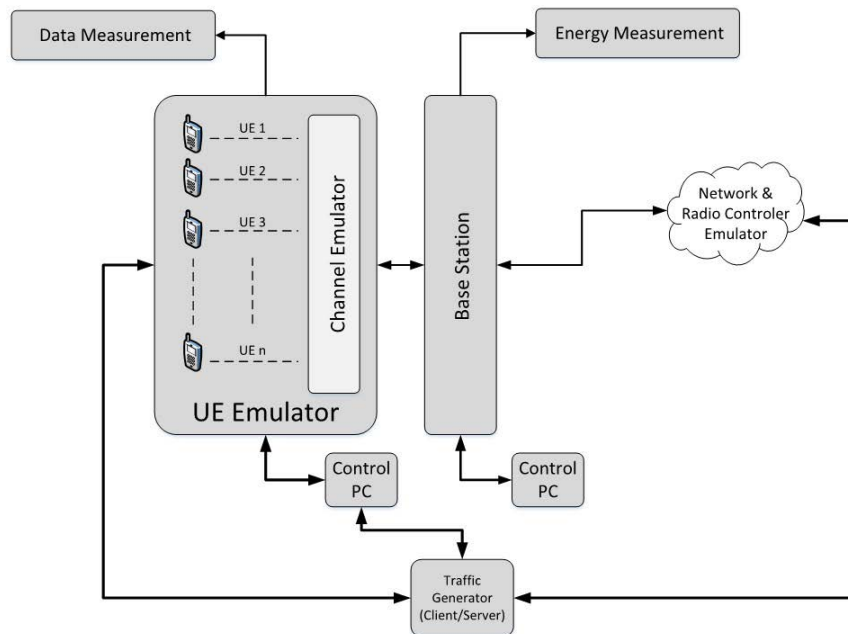 Data Measurement
Energy Measurement
UE 1
UE 2
UE 3
UE n
Channel Emulator
UE Emulator
Base Station
Network &
Radio Controler
Emulator
Control
PC
Control
PC
Traffic
Generator
(Client/Server)